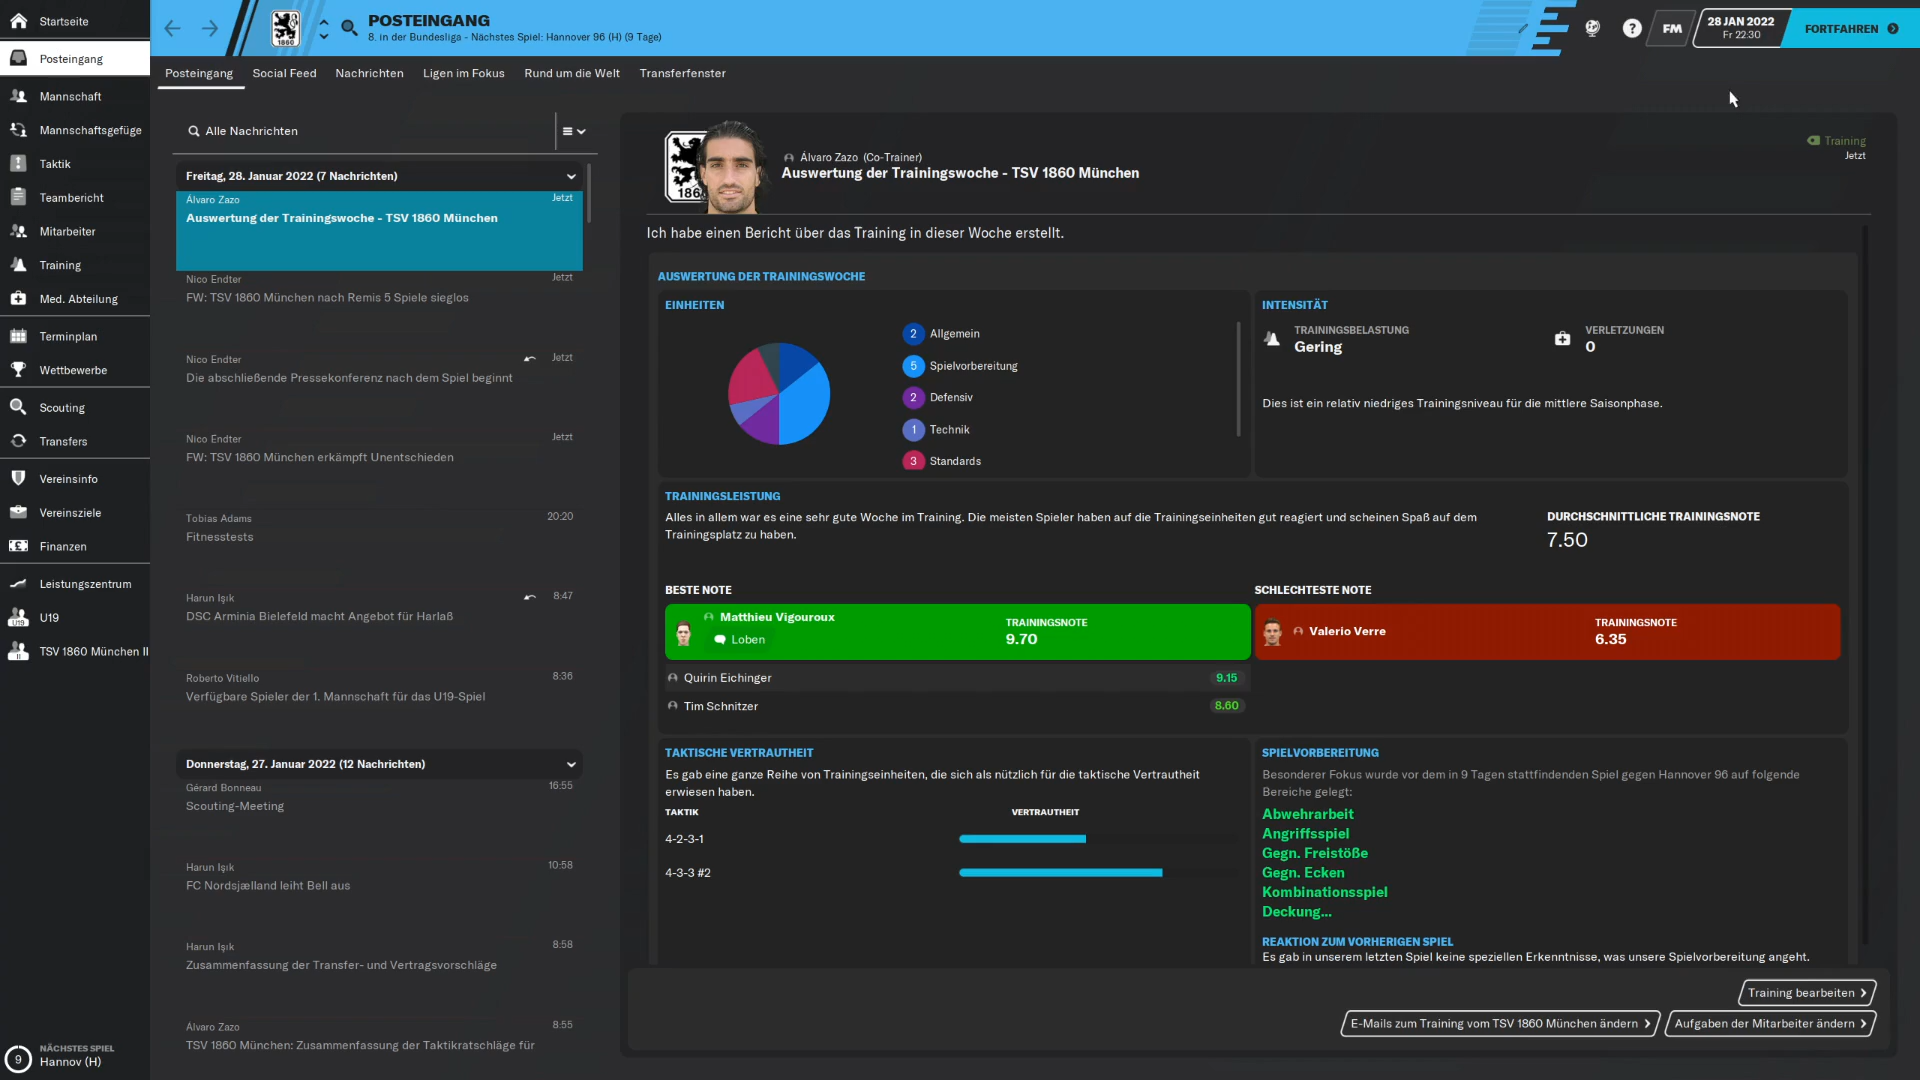 Startseite
Posteingang
Mannschaft
Mannschaftsgefüge
Taktik
Teambericht
Mitarbeiter
Training
Med. Abteilung
Terminplan
Wettbewerbe
Scouting
Transfers
Vereinsinfo
Vereinsziele
Finanzen
Leistungszentrum
U19
TSV 1860 München II
9
NÄCHSTES SPIEL
Hannov (H)
1860
POSTEINGANG
8. in der Bundesliga - Nächstes Spiel: Hannover 96 (H) (9 Tage)
?
FM
28 JAN 2022
Fr 22:30
FORTFAHREN
Posteingang
Social Feed
Nachrichten
Ligen im Fokus
Rund um die Welt
Transferfenster
Alle Nachrichten
Freitag, 28. Januar 2022 (7 Nachrichten)
Álvaro Zazo Jetzt
Auswertung der Trainingswoche - TSV 1860 München
Nico Endter Jetzt
FW: TSV 1860 München nach Remis 5 Spiele sieglos
Nico Endter Jetzt
Die abschließende Pressekonferenz nach dem Spiel beginnt
Nico Endter Jetzt
FW: TSV 1860 München erkämpft Unentschieden
Tobias Adams 20:20
Fitnesstests
Harun Işık 8:47
DSC Arminia Bielefeld macht Angebot für Harlaß
Roberto Vitiello 8:36
Verfügbare Spieler der 1. Mannschaft für das U19-Spiel
Donnerstag, 27. Januar 2022 (12 Nachrichten)
Gérard Bonneau 16:55
Scouting-Meeting
Harun Işık 10:58
FC Nordsjælland leiht Bell aus
Harun Işık 8:58
Zusammenfassung der Transfer- und Vertragsvorschläge
Álvaro Zazo 8:55
TSV 1860 München: Zusammenfassung der Taktikratschläge für
186
Álvaro Zazo (Co-Trainer)
Auswertung der Trainingswoche - TSV 1860 München
Training
Jetzt
Ich habe einen Bericht über das Training in dieser Woche erstellt.
AUSWERTUNG DER TRAININGSWOCHE
EINHEITEN
2 Allgemein
5 Spielvorbereitung
2 Defensiv
1 Technik
3 Standards
INTENSITÄT
TRAININGSBELASTUNG
Gering
VERLETZUNGEN
0
Dies ist ein relativ niedriges Trainingsniveau für die mittlere Saisonphase.
TRAININGSLEISTUNG
Alles in allem war es eine sehr gute Woche im Training. Die meisten Spieler haben auf die Trainingseinheiten gut reagiert und scheinen Spaß auf dem
Trainingsplatz zu haben.
DURCHSCHNITTLICHE TRAININGSNOTE
7.50
BESTE NOTE
Matthieu Vigouroux
Loben
TRAININGSNOTE
9.70
Quirin Eichinger 9.15
Tim Schnitzer 8.60
SCHLECHTESTE NOTE
Valerio Verre
TRAININGSNOTE
6.35
TAKTISCHE VERTRAUTHEIT
Es gab eine ganze Reihe von Trainingseinheiten, die sich als nützlich für die taktische Vertrautheit
erwiesen haben.
TAKTIK VERTRAUTHEIT
4-2-3-1
4-3-3 #2
SPIELVORBEREITUNG
Besonderer Fokus wurde vor dem in 9 Tagen stattfindenden Spiel gegen Hannover 96 auf folgende
Bereiche gelegt:
Abwehrarbeit
Angriffsspiel
Gegn. Freistöße
Gegn. Ecken
Kombinationsspiel
Deckung...
REAKTION ZUM VORHERIGEN SPIEL
Es gab in unserem letzten Spiel keine speziellen Erkenntnisse, was unsere Spielvorbereitung angeht.
Training bearbeiten
E-Mails zum Training vom TSV 1860 München ändern
Aufgaben der Mitarbeiter ändern